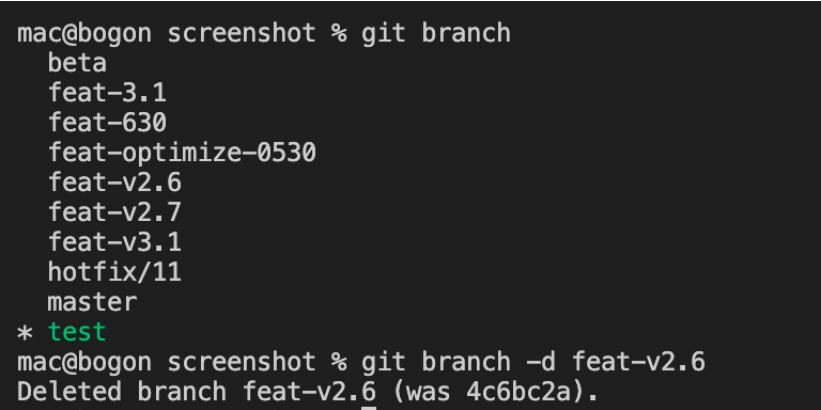 mac@bogon screenshot % git branch
beta
feat-3.1
feat-630
feat-optimize-0530
feat-v2.6
feat-v2.7
feat-v3.1
hotfix/11
master
* test
mac@bogon screenshot % git branch -d feat-v2.6
Deleted branch feat-v2.6 (was 4c6bc2a).